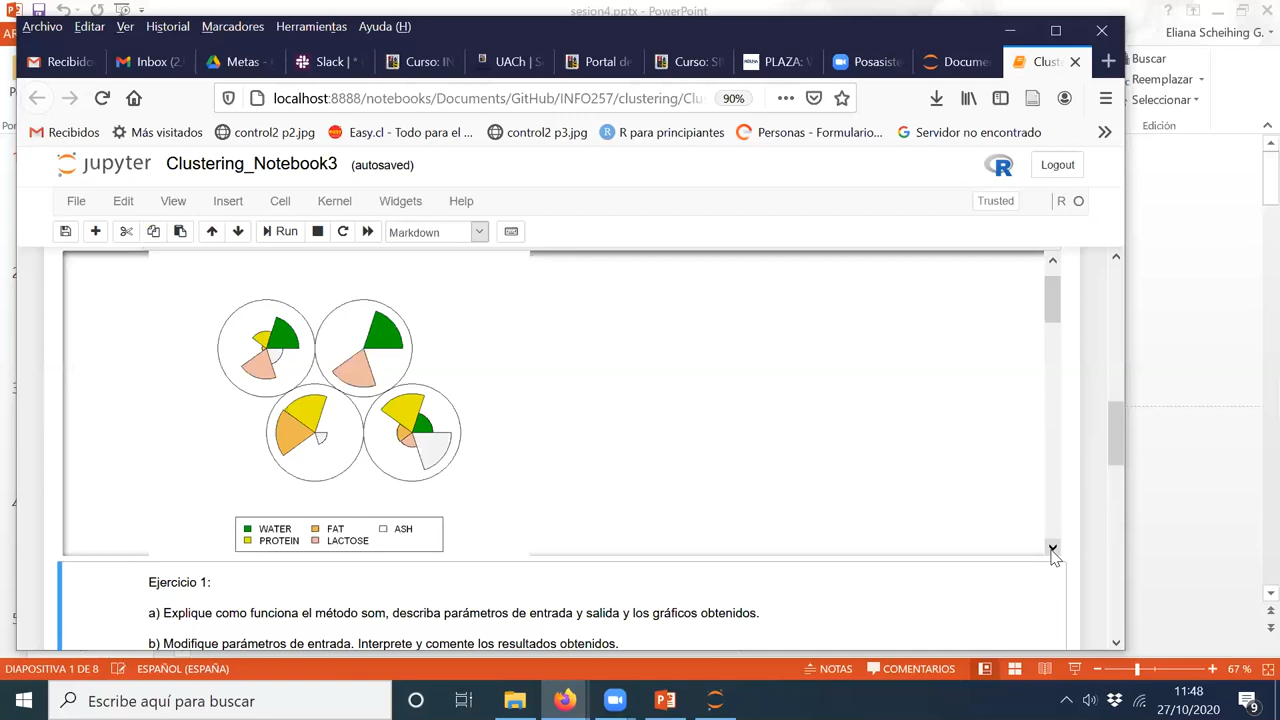 sesion4.pptx - PowerPoint
Archivo Editar Ver Historial Marcadores Herramientas Ayuda (H)
Eliana Scheihing G.
Recibido Inbox (2 Metas - Slack | * Curso: IN UACh | S Portal de Curso: SI PLAZA: V Posasiste Docume Cluste
Buscar
Reemplazar
Seleccionar
Edición
localhost:8888/notebooks/Documents/GitHub/INFO257/clustering/Clu 90%
Recibidos Más visitados control2 p2.jpg Easy.cl - Todo para el ... control2 p3.jpg R para principiantes Personas - Formulario... Servidor no encontrado
jupyter Clustering_Notebook3 (autosaved) Logout
File Edit View Insert Cell Kernel Widgets Help Trusted R
Run Markdown
WATER FAT ASH
PROTEIN LACTOSE
Ejercicio 1:
a) Explique como funciona el método som, describa parámetros de entrada y salida y los gráficos obtenidos.
b) Modifique parámetros de entrada. Interprete y comente los resultados obtenidos.
DIAPOSITIVA 1 DE 8 ESPAÑOL (ESPAÑA) NOTAS COMENTARIOS 67 %
Escribe aquí para buscar
11:48
27/10/2020
9